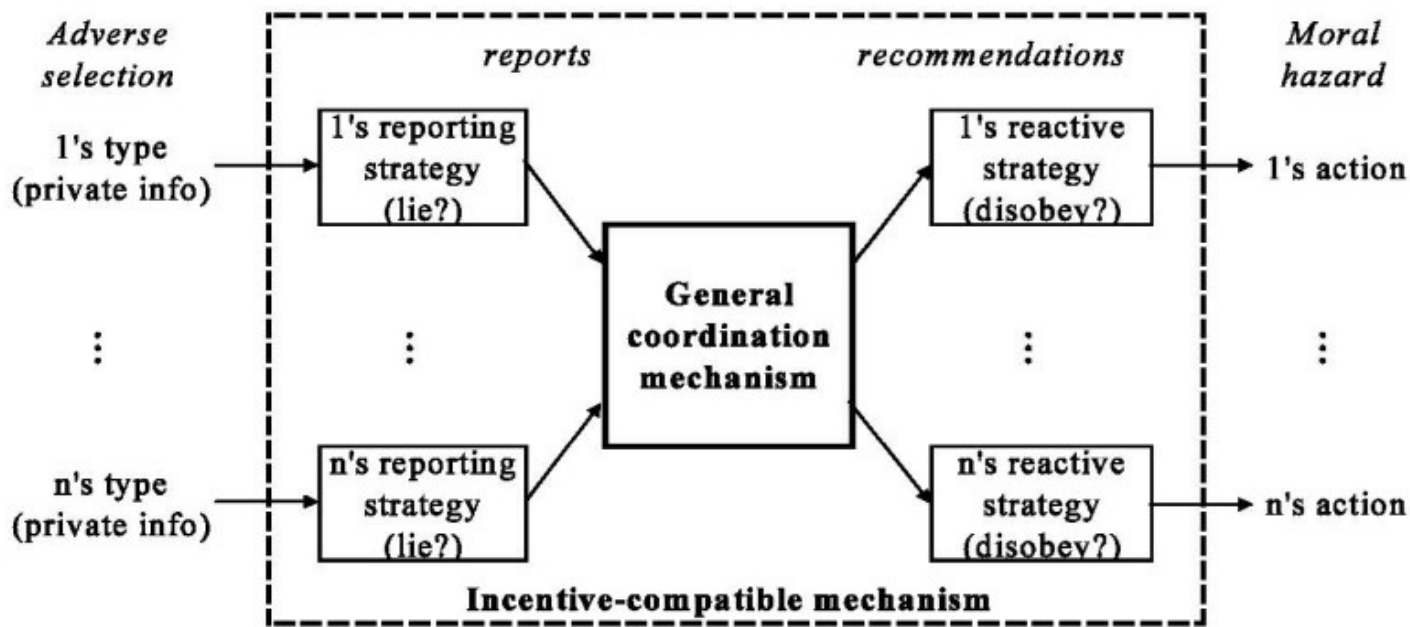 Adverse
selection
reports
recommendations
Moral
hazard
1's type
(private info)
1's reporting
strategy
(lie?)
1's reactive
strategy
(disobey?)
1's action
General
coordination
mechanism
n's type
(private info)
n's reporting
strategy
(lie?)
n's reactive
strategy
(disobey?)
n's action
Incentive-compatible mechanism